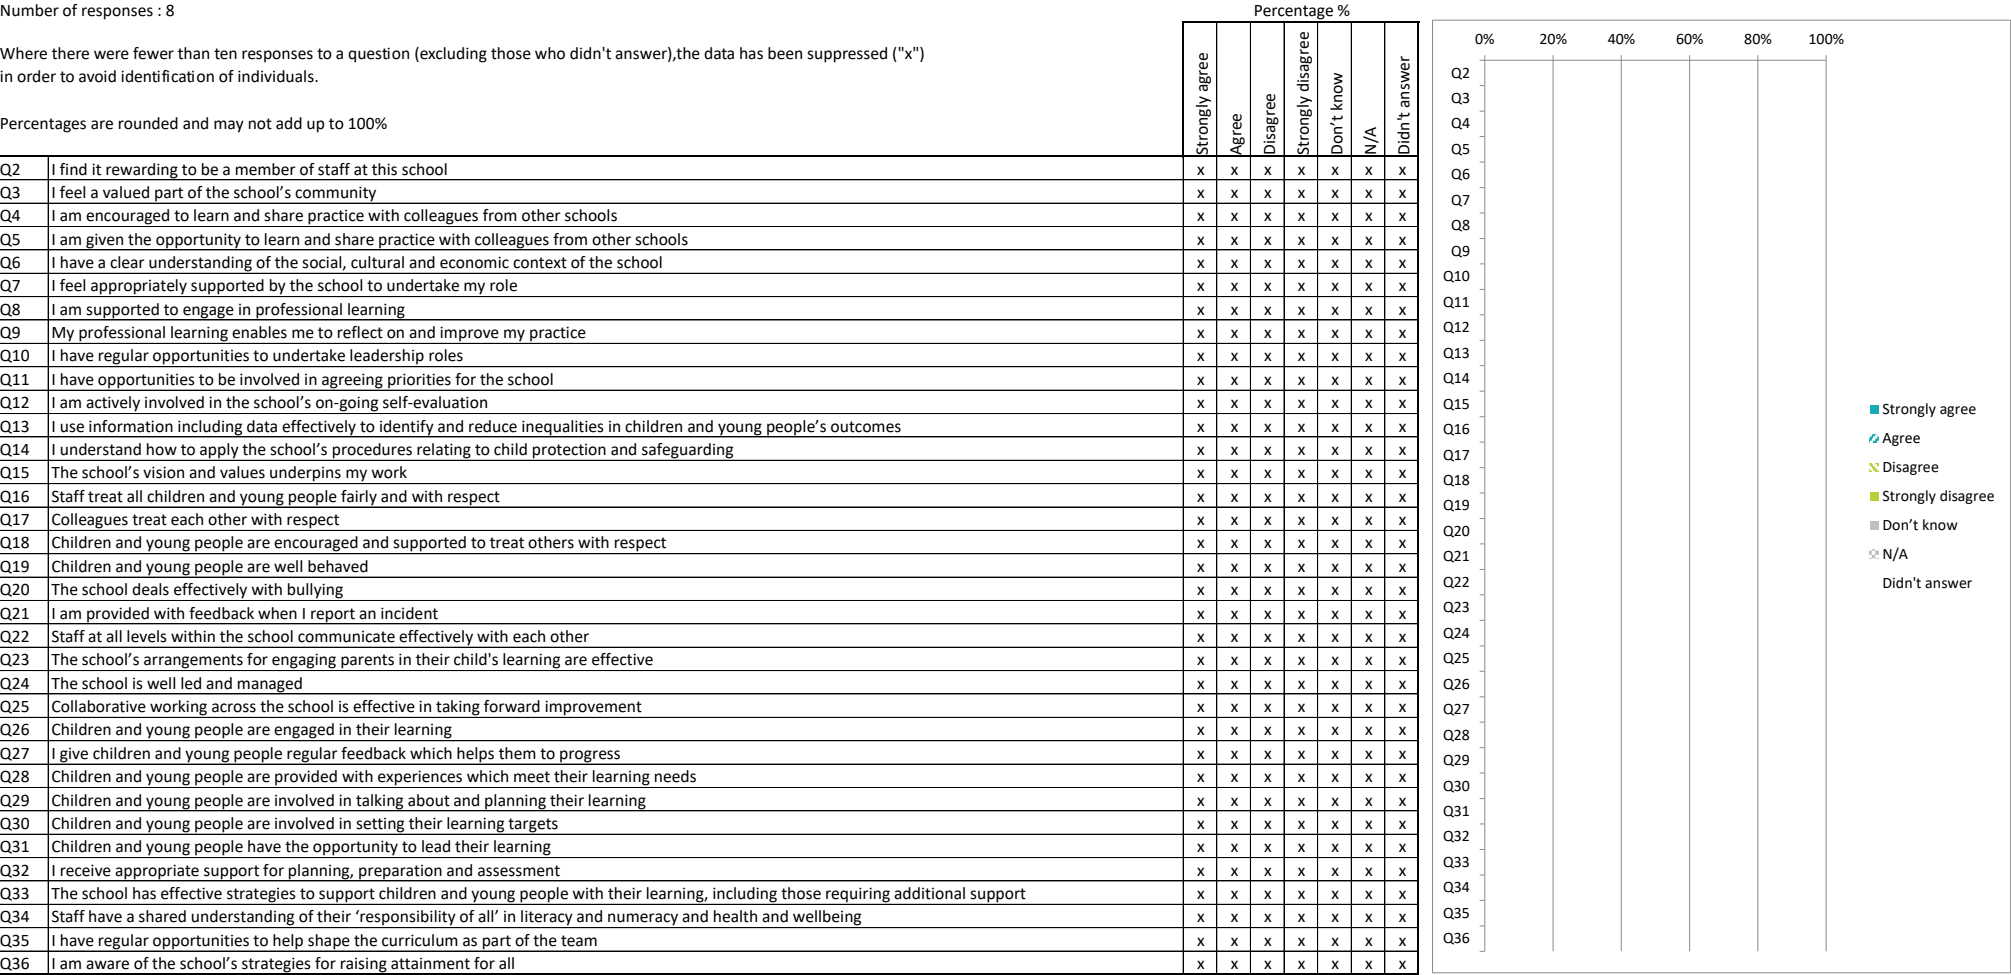 Number of responses : 8
Percentage %
Where there were fewer than ten responses to a question (excluding those who didn't answer),the data has been suppressed ("x")
in order to avoid identification of individuals.
Percentages are rounded and may not add up to 100%
Strongly agree
Agree
Disagree
Strongly disagree
Don't know
N/A
Didn't answer
Q2 I find it rewarding to be a member of staff at this school x x x x x x x
Q3 I feel a valued part of the school’s community x x x x x x x
Q4 I am encouraged to learn and share practice with colleagues from other schools x x x x x x x
Q5 I am given the opportunity to learn and share practice with colleagues from other schools x x x x x x x
Q6 I have a clear understanding of the social, cultural and economic context of the school x x x x x x x
Q7 I feel appropriately supported by the school to undertake my role x x x x x x x
Q8 I am supported to engage in professional learning x x x x x x x
Q9 My professional learning enables me to reflect on and improve my practice x x x x x x x
Q10 I have regular opportunities to undertake leadership roles x x x x x x x
Q11 I have opportunities to be involved in agreeing priorities for the school x x x x x x x
Q12 I am actively involved in the school’s on-going self-evaluation x x x x x x x
Q13 I use information including data effectively to identify and reduce inequalities in children and young people’s outcomes x x x x x x x
Q14 I understand how to apply the school’s procedures relating to child protection and safeguarding x x x x x x x
Q15 The school’s vision and values underpins my work x x x x x x x
Q16 Staff treat all children and young people fairly and with respect x x x x x x x
Q17 Colleagues treat each other with respect x x x x x x x
Q18 Children and young people are encouraged and supported to treat others with respect x x x x x x x
Q19 Children and young people are well behaved x x x x x x x
Q20 The school deals effectively with bullying x x x x x x x
Q21 I am provided with feedback when I report an incident x x x x x x x
Q22 Staff at all levels within the school communicate effectively with each other x x x x x x x
Q23 The school’s arrangements for engaging parents in their child's learning are effective x x x x x x x
Q24 The school is well led and managed x x x x x x x
Q25 Collaborative working across the school is effective in taking forward improvement x x x x x x x
Q26 Children and young people are engaged in their learning x x x x x x x
Q27 I give children and young people regular feedback which helps them to progress x x x x x x x
Q28 Children and young people are provided with experiences which meet their learning needs x x x x x x x
Q29 Children and young people are involved in talking about and planning their learning x x x x x x x
Q30 Children and young people are involved in setting their learning targets x x x x x x x
Q31 Children and young people have the opportunity to lead their learning x x x x x x x
Q32 I receive appropriate support for planning, preparation and assessment x x x x x x x
Q33 The school has effective strategies to support children and young people with their learning, including those requiring additional support x x x x x x x
Q34 Staff have a shared understanding of their ‘responsibility of all’ in literacy and numeracy and health and wellbeing x x x x x x x
Q35 I have regular opportunities to help shape the curriculum as part of the team x x x x x x x
Q36 I am aware of the school’s strategies for raising attainment for all x x x x x x x
0% 20% 40% 60% 80% 100%
Q2
Q3
Q4
Q5
Q6
Q7
Q8
Q9
Q10
Q11
Q12
Q13
Q14
Q15
Q16
Q17
Q18
Q19
Q20
Q21
Q22
Q23
Q24
Q25
Q26
Q27
Q28
Q29
Q30
Q31
Q32
Q33
Q34
Q35
Q36
Strongly agree
Agree
Disagree
Strongly disagree
Don’t know
N/A
Didn't answer